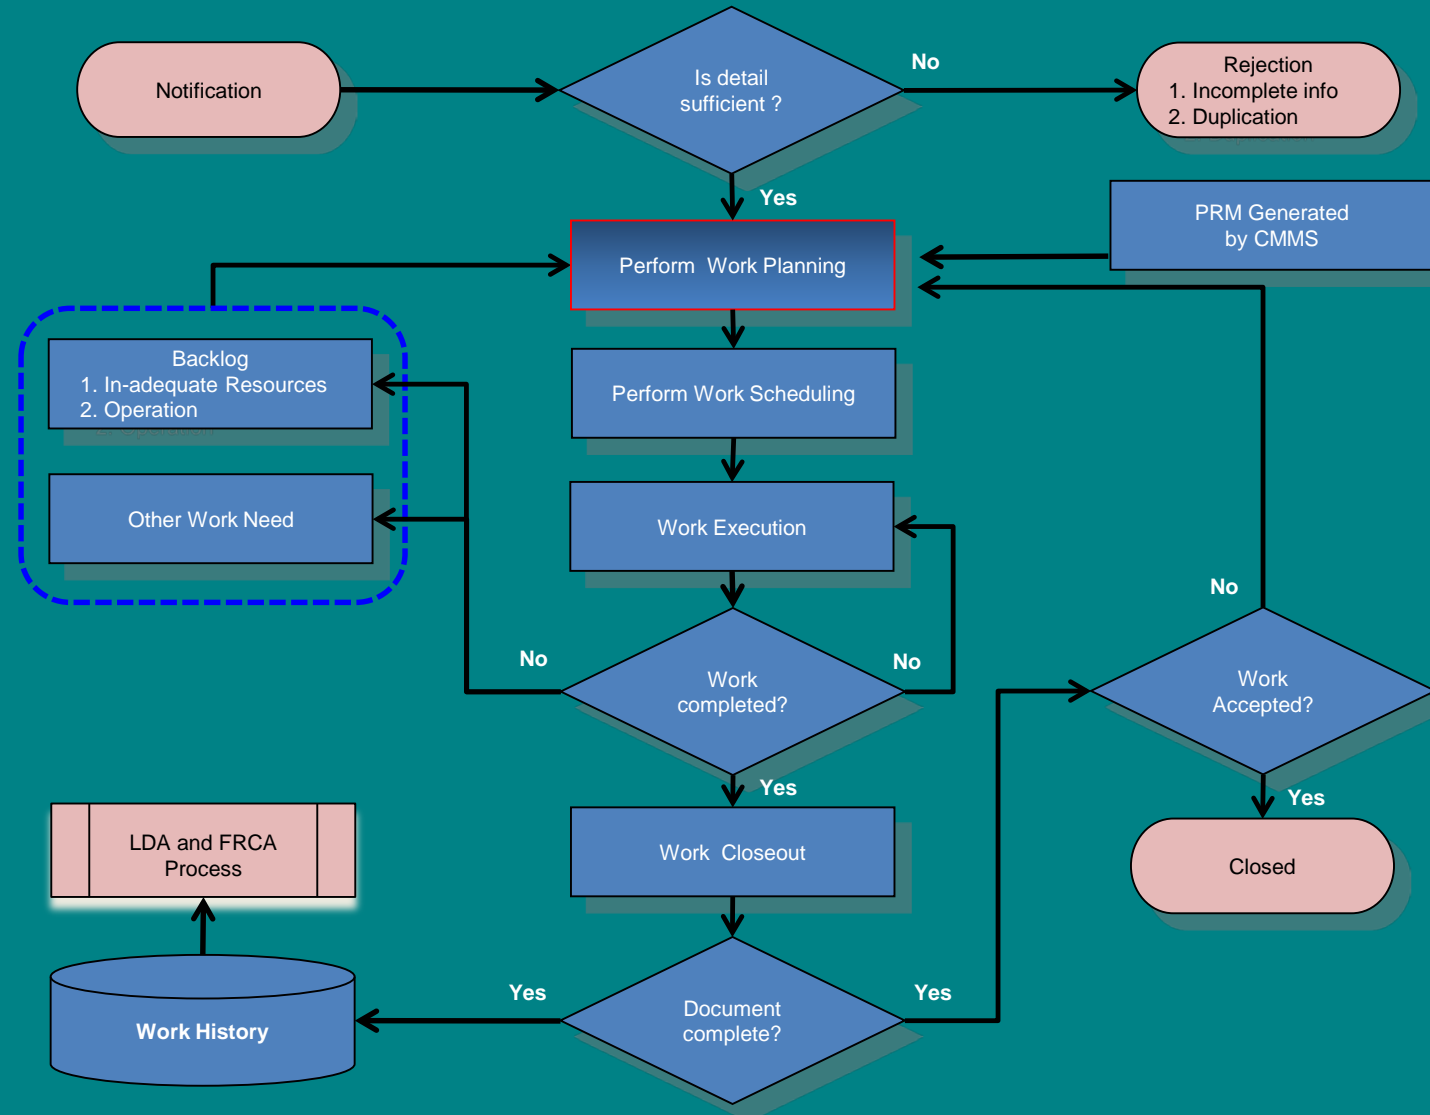 Notification
Is detail
sufficient ?
No
Rejection
1. Incomplete info
2. Duplication
Yes
PRM Generated
by CMMS
Perform Work Planning
Backlog
1. In-adequate Resources
2. Operation
Perform Work Scheduling
Other Work Need
Work Execution
No
No
No
Work
completed?
Work
Accepted?
Yes
Yes
LDA and FRCA
Process
Work Closeout
Closed
Yes
Yes
Work History
Document
complete?